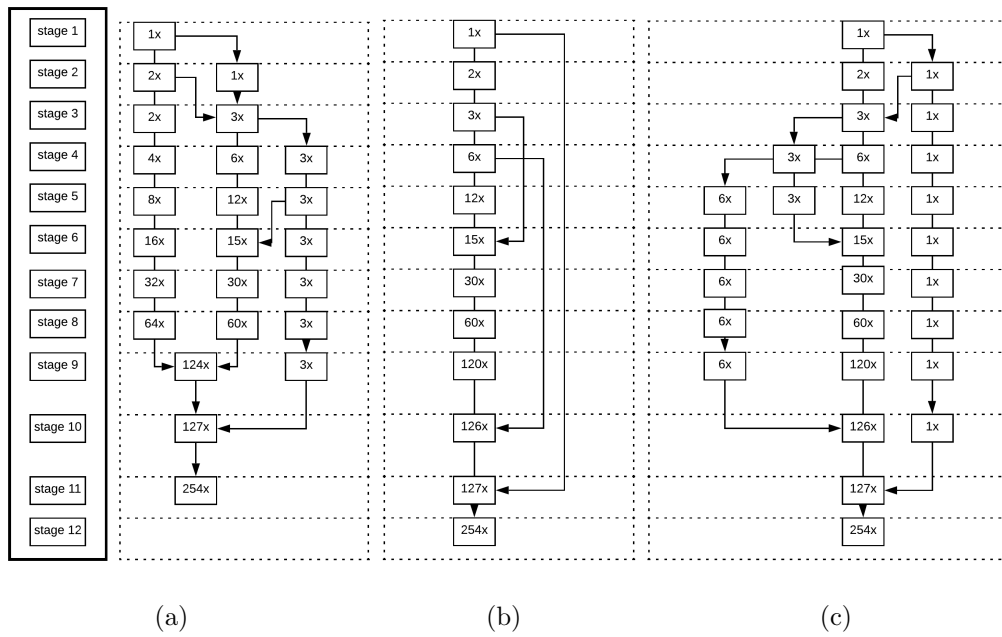 stage 1 1x 1x 1x
stage 2 2x 1x 2x 2x 1x
stage 3 2x 3x 3x 3x 1x
stage 4 4x 6x 3x 6x 3x 6x 1x
stage 5 8x 12x 3x 12x 6x 3x 12x 1x
stage 6 16x 15x 3x 15x 6x 15x 1x
stage 7 32x 30x 3x 30x 6x 30x 1x
stage 8 64x 60x 3x 60x 6x 60x 1x
stage 9 124x 3x 120x 6x 120x 1x
stage 10 127x 126x 126x 1x
stage 11 254x 127x 127x
stage 12 254x 254x
(a) (b) (c)